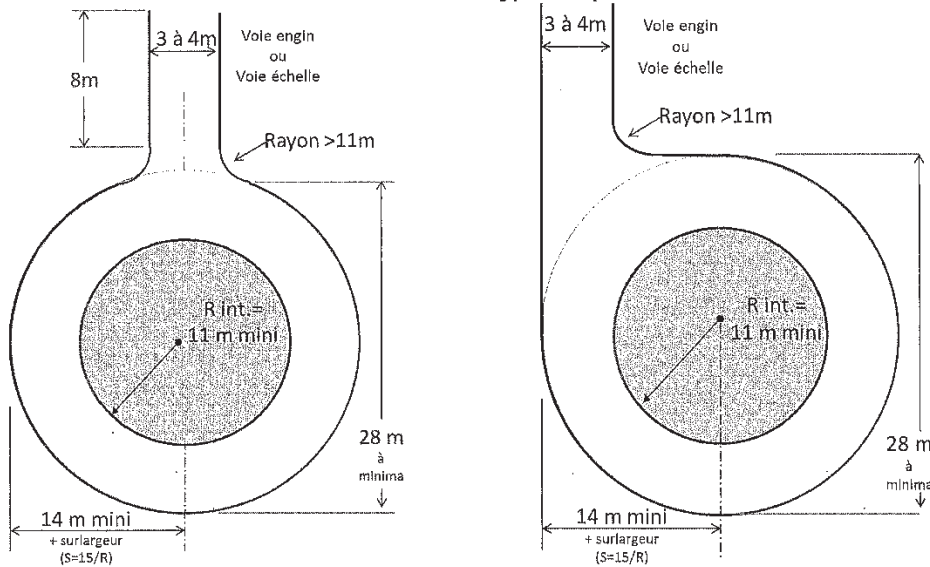 3 à 4m
Voie engin
ou
Voie échelle
8m
Rayon >11m
R int.=
11 m mini
28 m
à
minima
14 m mini
+ surlargeur
(S=15/R)
3 à 4m
Voie engin
ou
Voie échelle
Rayon >11m
R int.=
11 m mini
28 m
à
minima
14 m mini
+ surlargeur
(S=15/R)